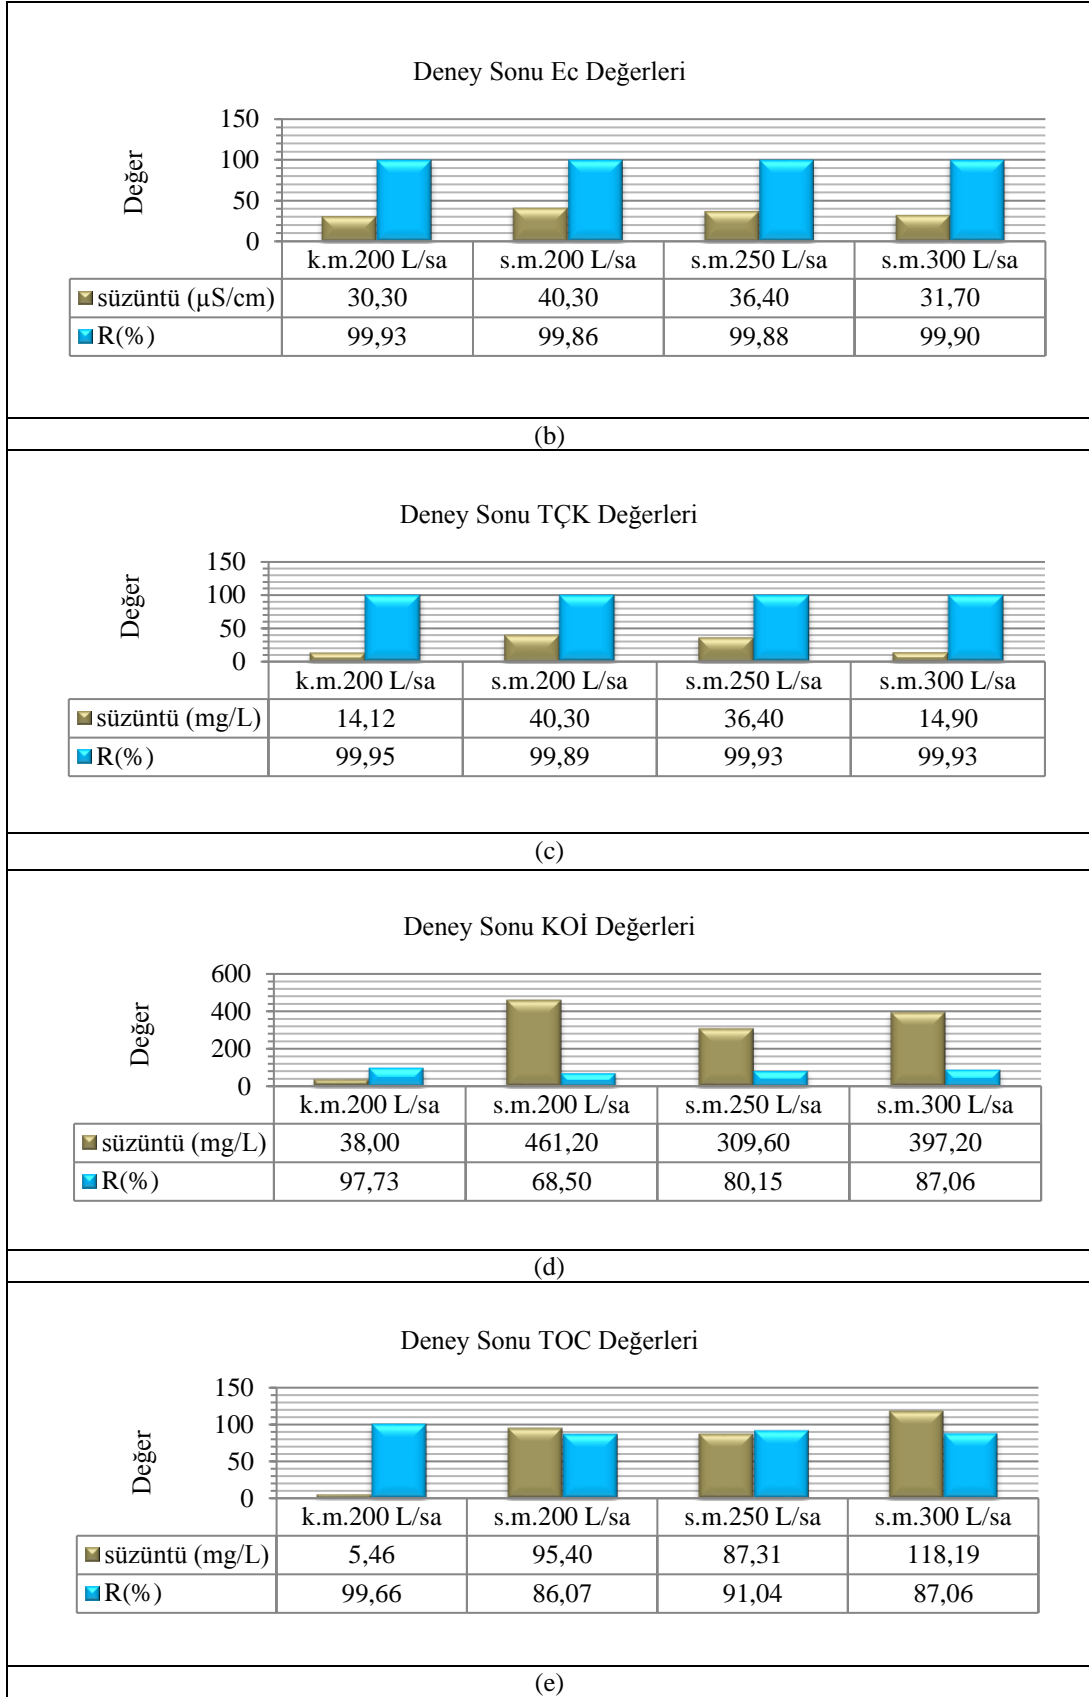 Deney Sonu Ec Değerleri
Değer
150
100
50
0
k.m.200 L/sa s.m.200 L/sa s.m.250 L/sa s.m.300 L/sa
süzüntü (µS/cm) 30,30 40,30 36,40 31,70
R(%) 99,93 99,86 99,88 99,90
(b)
Deney Sonu TÇK Değerleri
Değer
150
100
50
0
k.m.200 L/sa s.m.200 L/sa s.m.250 L/sa s.m.300 L/sa
süzüntü (mg/L) 14,12 40,30 36,40 14,90
R(%) 99,95 99,89 99,93 99,93
(c)
Deney Sonu KOİ Değerleri
Değer
600
400
200
0
k.m.200 L/sa s.m.200 L/sa s.m.250 L/sa s.m.300 L/sa
süzüntü (mg/L) 38,00 461,20 309,60 397,20
R(%) 97,73 68,50 80,15 87,06
(d)
Deney Sonu TOC Değerleri
Değer
150
100
50
0
k.m.200 L/sa s.m.200 L/sa s.m.250 L/sa s.m.300 L/sa
süzüntü (mg/L) 5,46 95,40 87,31 118,19
R(%) 99,66 86,07 91,04 87,06
(e)